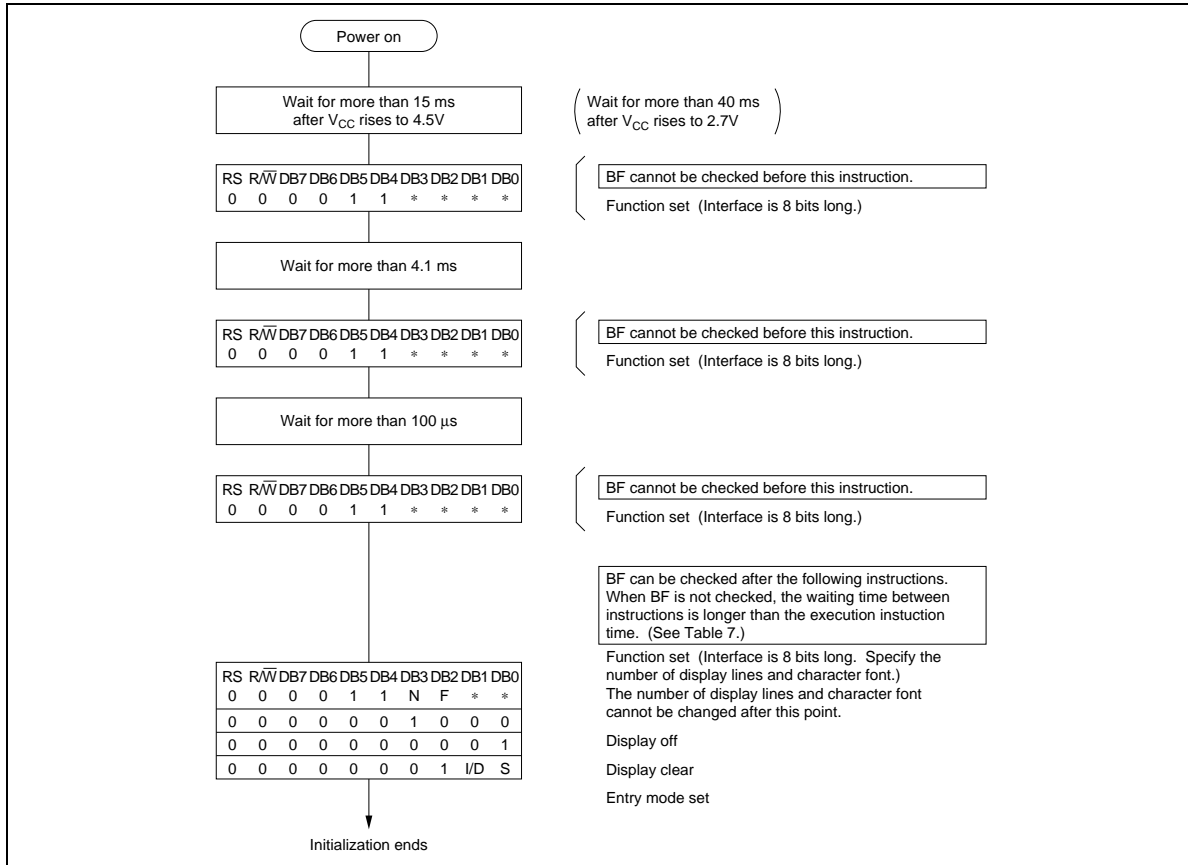 Power on
Wait for more than 15 ms
after VCC rises to 4.5V
Wait for more than 40 ms
after VCC rises to 2.7V
RS R/W̅ DB7 DB6 DB5 DB4 DB3 DB2 DB1 DB0
0 0 0 0 1 1 * * * *
BF cannot be checked before this instruction.
Function set (Interface is 8 bits long.)
Wait for more than 4.1 ms
RS R/W̅ DB7 DB6 DB5 DB4 DB3 DB2 DB1 DB0
0 0 0 0 1 1 * * * *
BF cannot be checked before this instruction.
Function set (Interface is 8 bits long.)
Wait for more than 100 µs
RS R/W̅ DB7 DB6 DB5 DB4 DB3 DB2 DB1 DB0
0 0 0 0 1 1 * * * *
BF cannot be checked before this instruction.
Function set (Interface is 8 bits long.)
BF can be checked after the following instructions.
When BF is not checked, the waiting time between
instructions is longer than the execution instuction
time. (See Table 7.)
RS R/W̅ DB7 DB6 DB5 DB4 DB3 DB2 DB1 DB0
0 0 0 0 1 1 N F * *
0 0 0 0 0 0 1 0 0 0
0 0 0 0 0 0 0 0 0 1
0 0 0 0 0 0 0 1 I/D S
Function set (Interface is 8 bits long. Specify the
number of display lines and character font.)
The number of display lines and character font
cannot be changed after this point.
Display off
Display clear
Entry mode set
Initialization ends